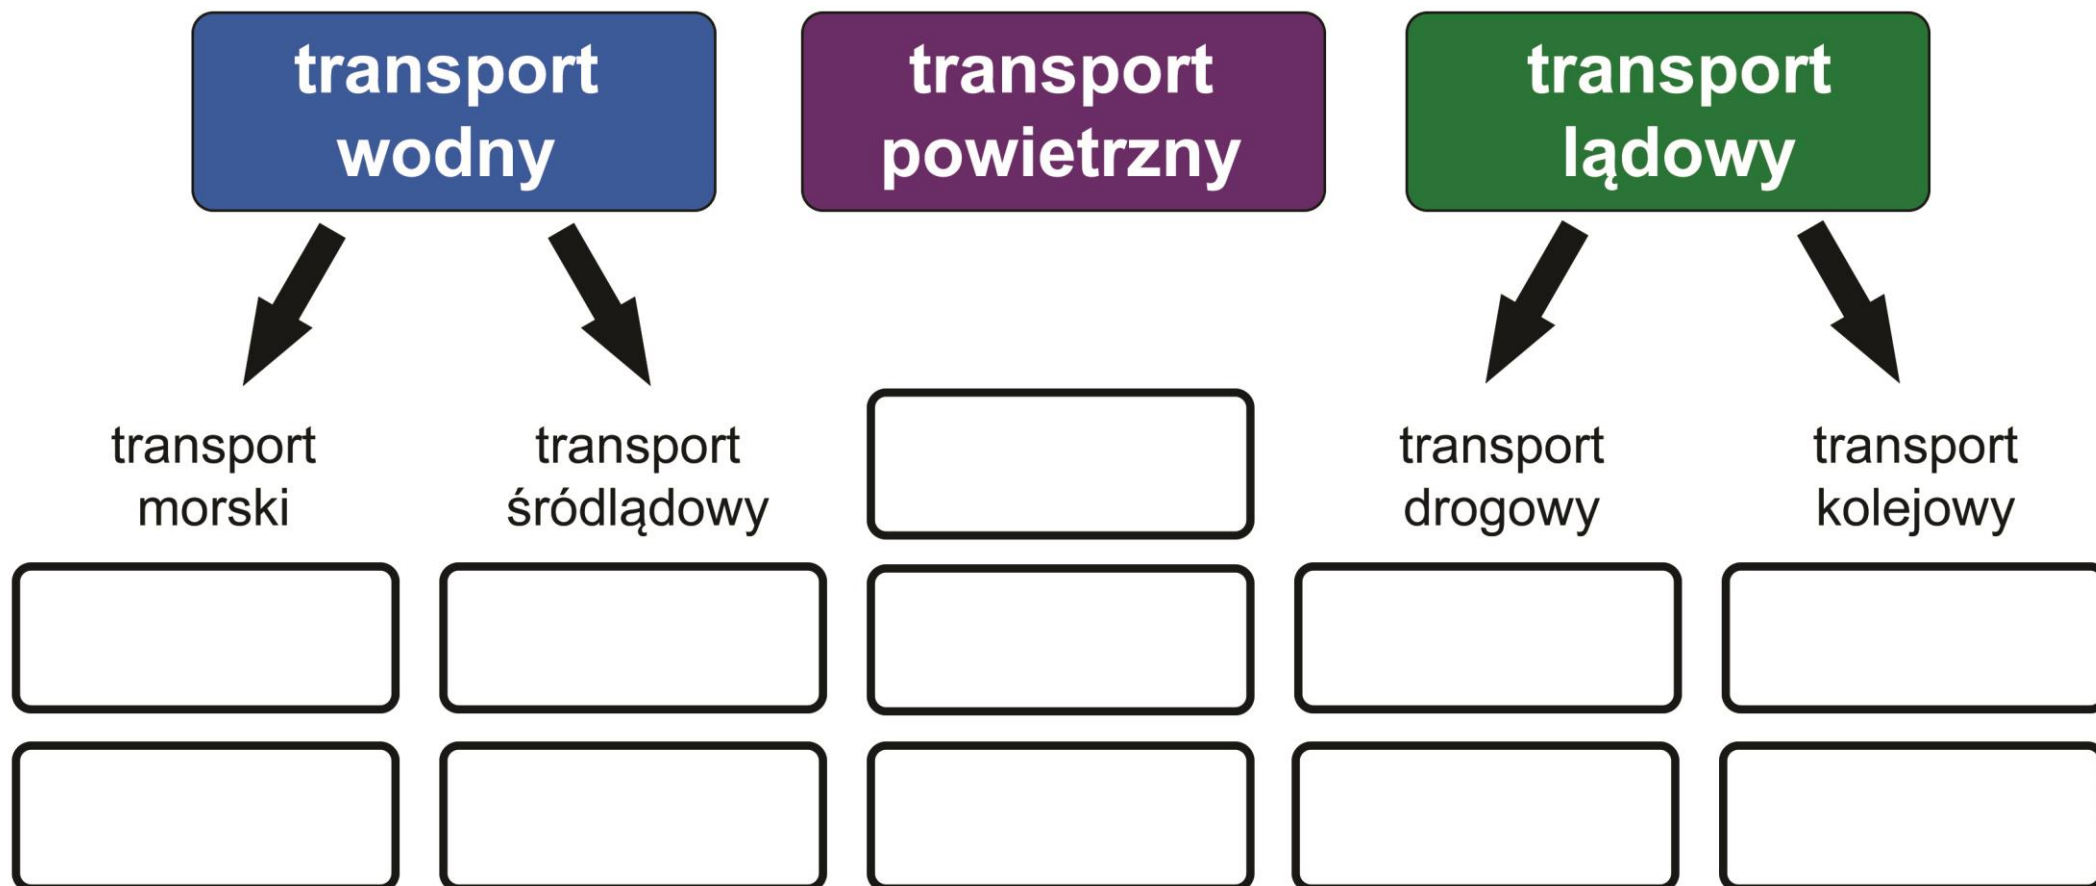 transport
wodny
transport
powietrzny
transport
lądowy
transport
morski
transport
śródlądowy
transport
drogowy
transport
kolejowy